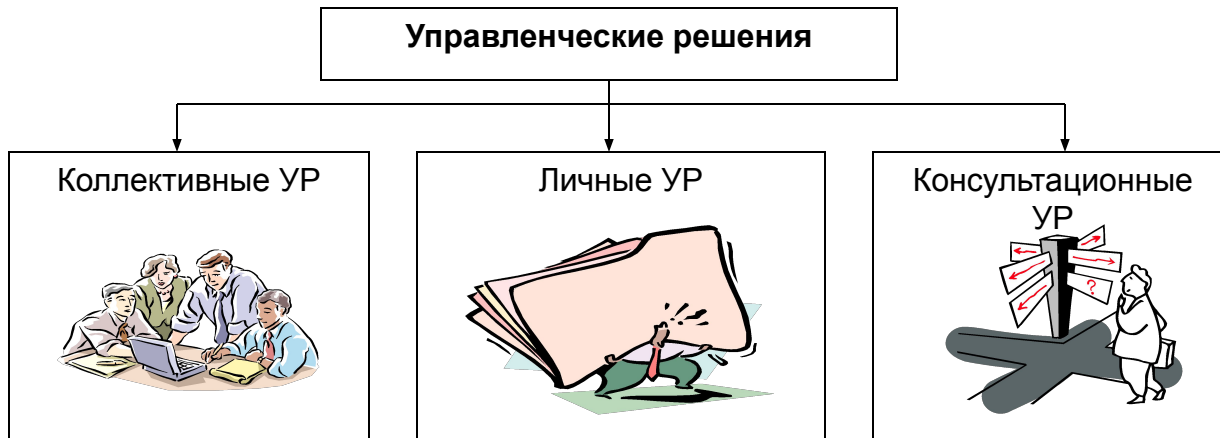 Управленческие решения
Коллективные УР
Личные УР
Консультационные
УР
?